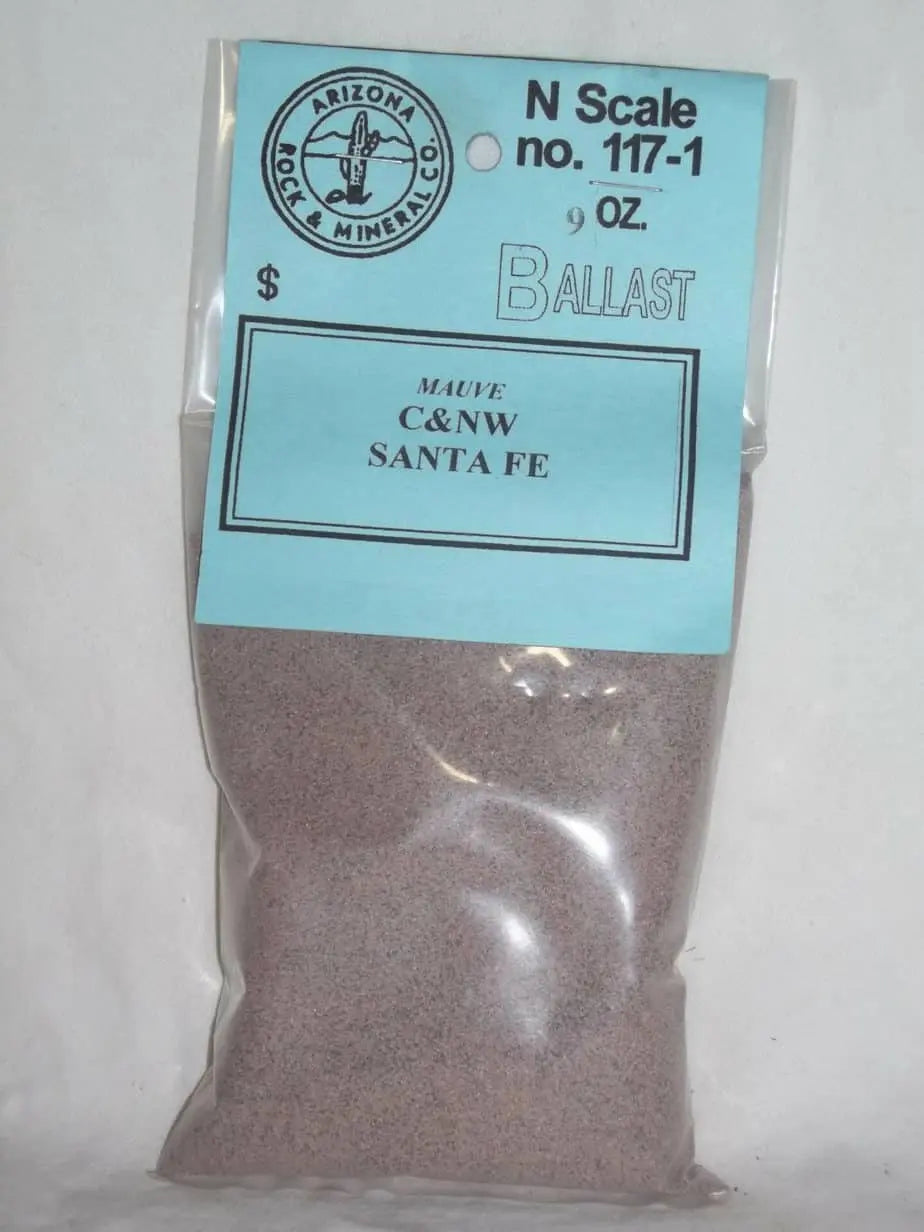 ARIZONA
ROCK & MINERAL CO.
N Scale
no. 117-1
9 OZ.
$
BALLAST
MAUVE
C&NW
SANTA FE